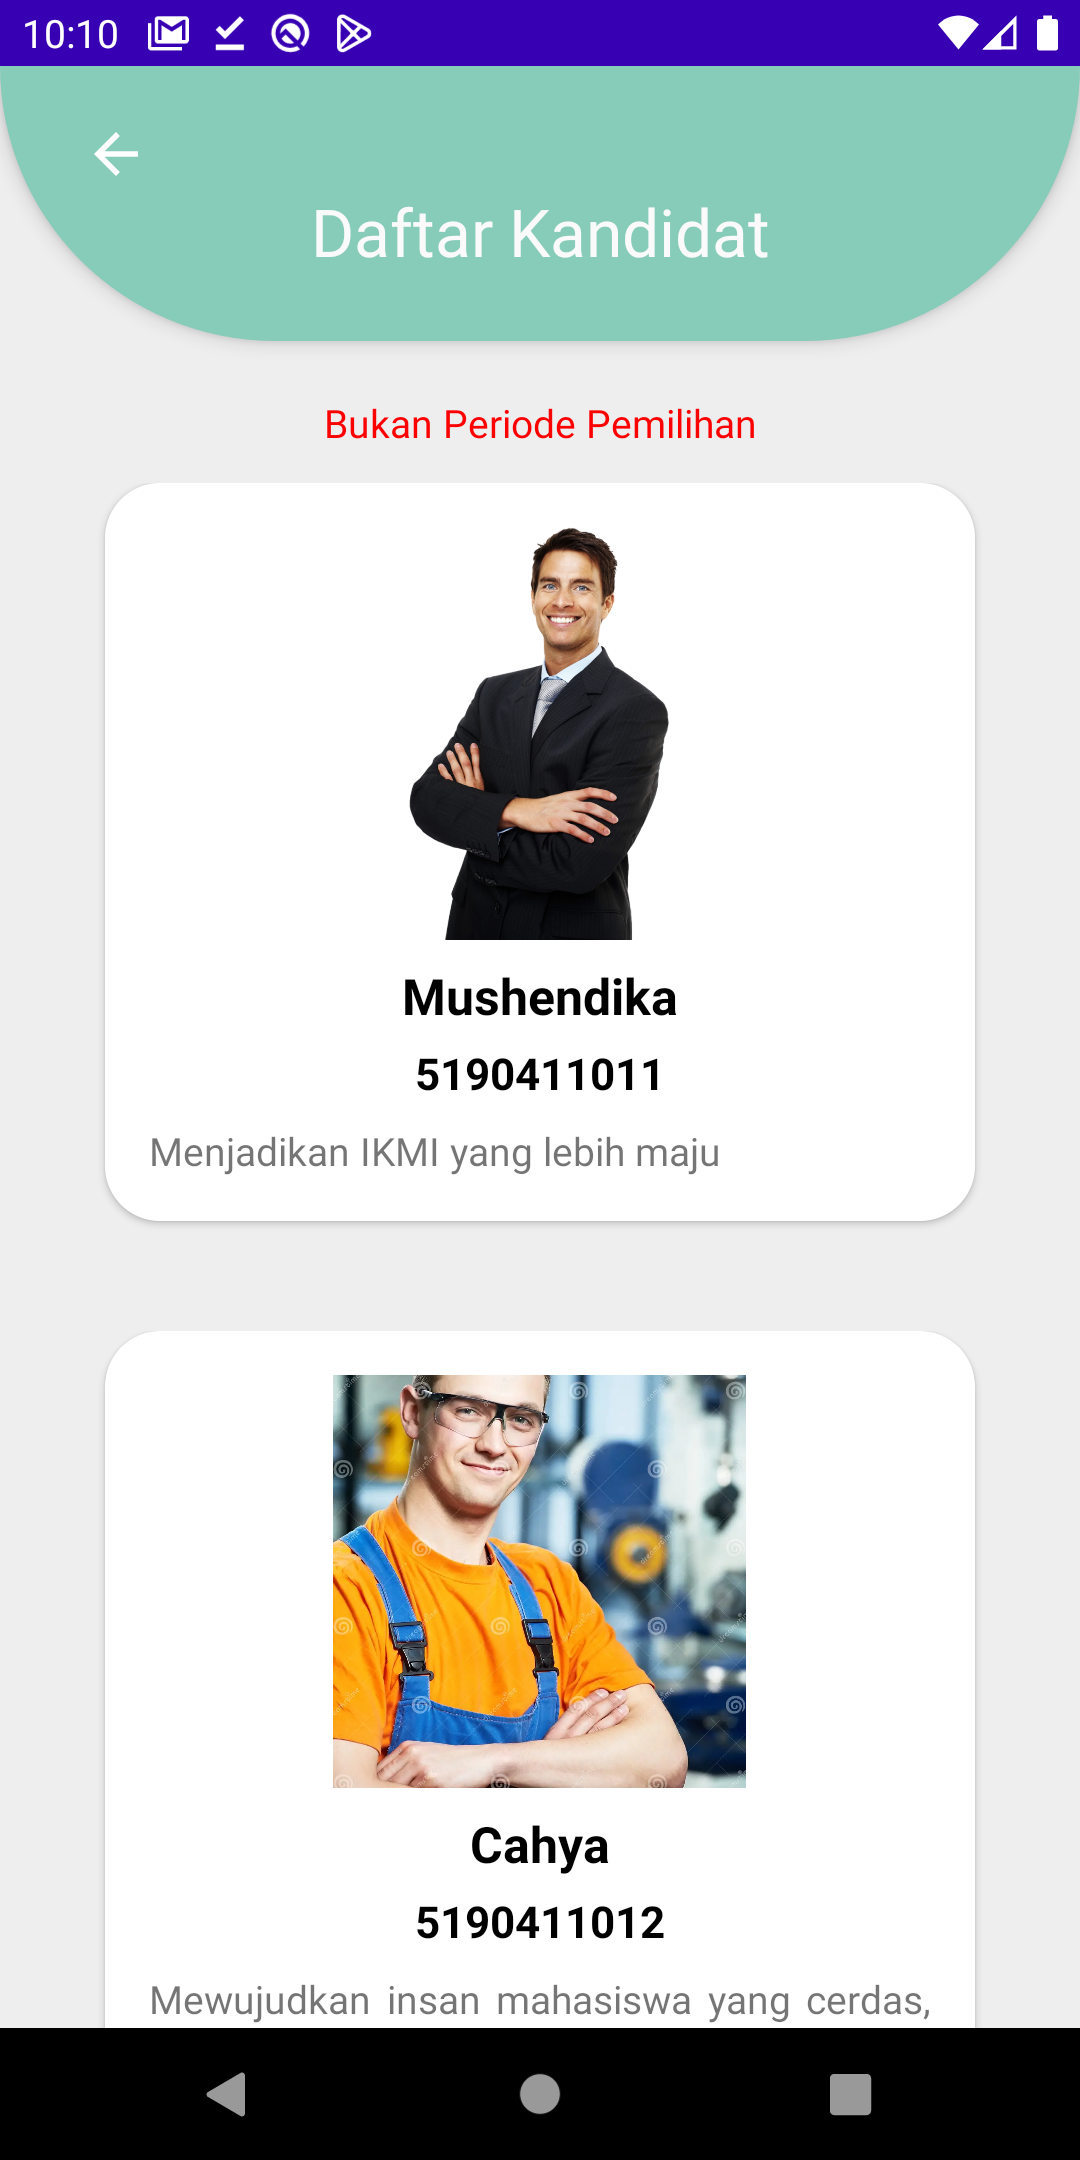 10:10
Daftar Kandidat
Bukan Periode Pemilihan
Mushendika
5190411011
Menjadikan IKMI yang lebih maju
Cahya
5190411012
Mewujudkan insan mahasiswa yang cerdas,